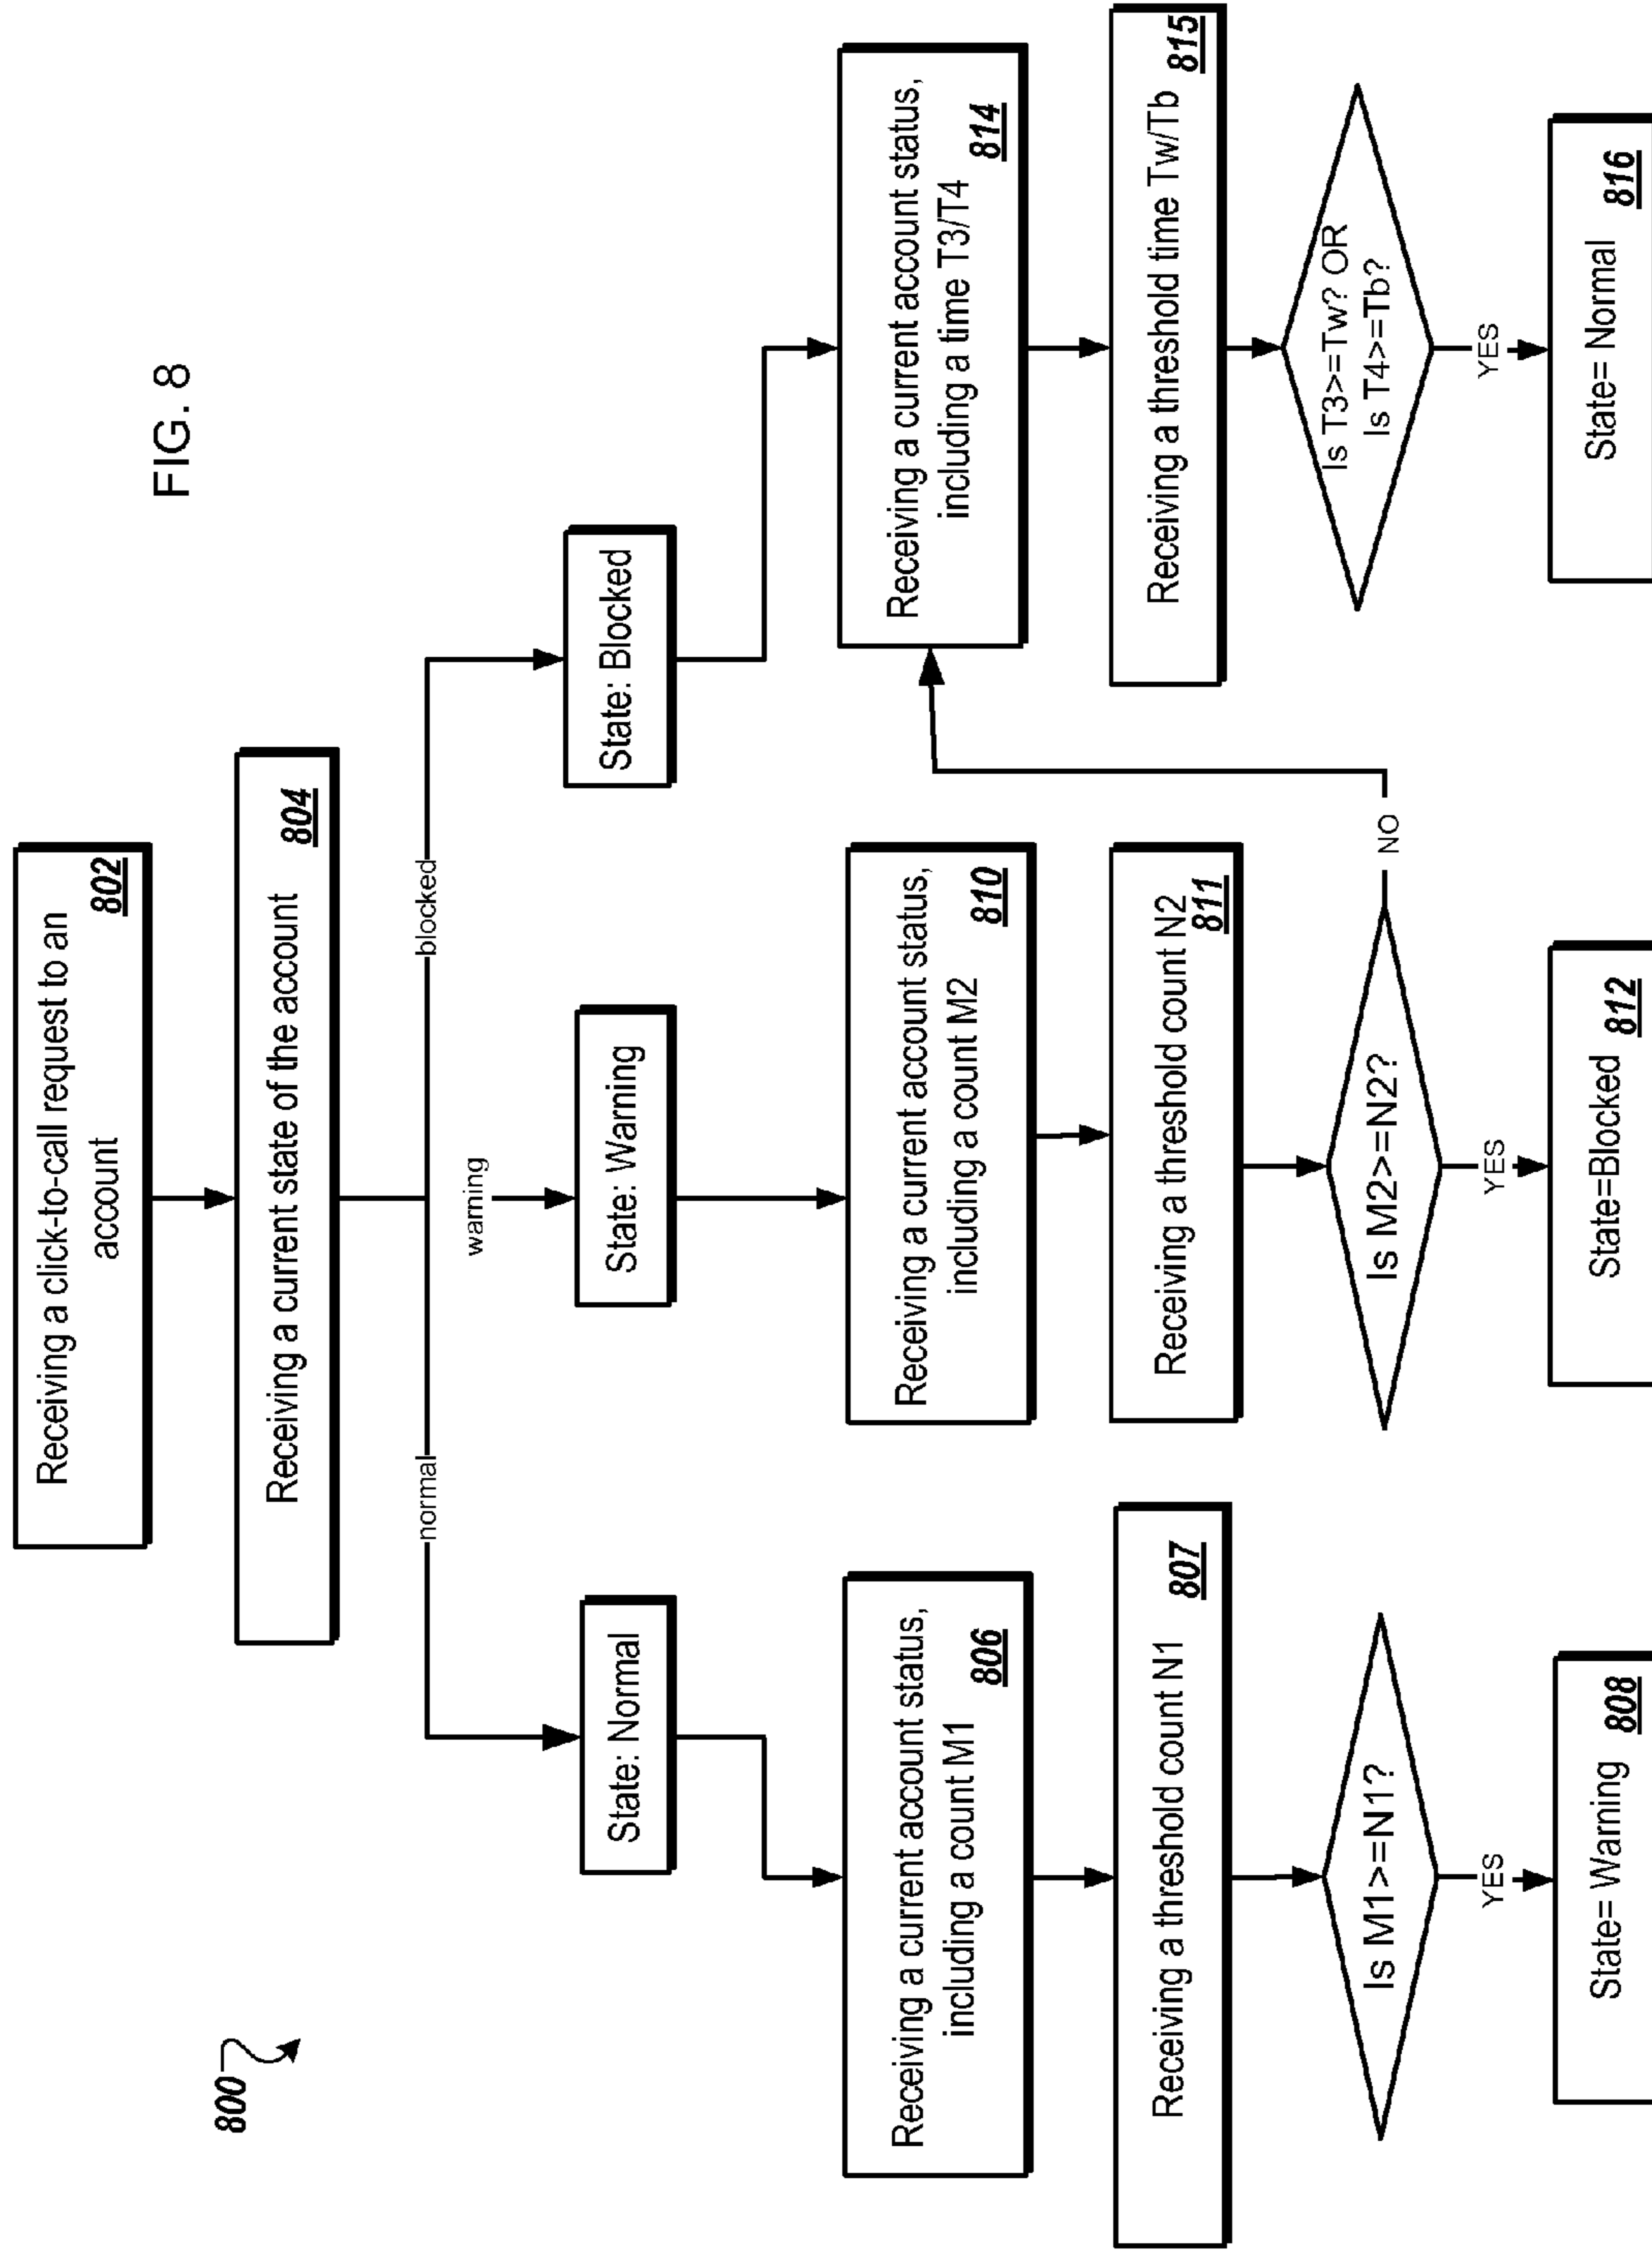 FIG. 8
800
Receiving a click-to-call request to an
account
802
Receiving a current state of the account
804
normal
warning
blocked
State: Normal
State: Warning
State: Blocked
Receiving a current account status,
including a count M1
806
Receiving a current account status,
including a count M2
810
Receiving a current account status,
including a time T3/T4
814
Receiving a threshold count N1
807
Receiving a threshold count N2
811
Receiving a threshold time Tw/Tb
815
Is M1>=N1?
Is M2>=N2?
NO
Is T3>=Tw? OR
Is T4>=Tb?
YES
YES
YES
State= Warning
808
State=Blocked
812
State= Normal
816